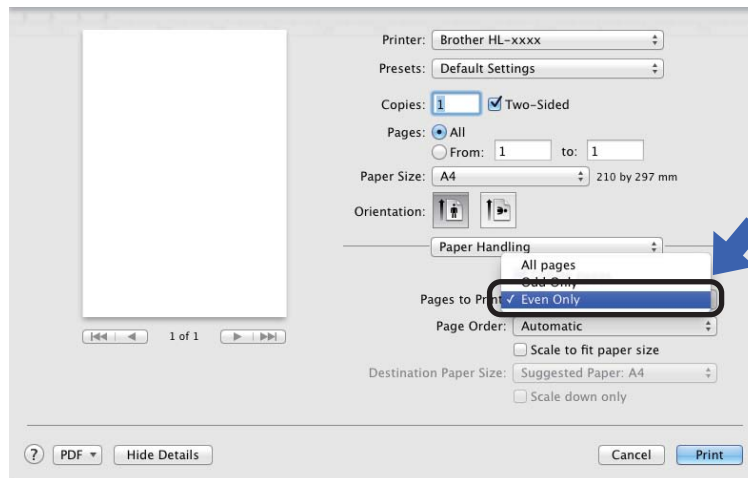 Printer: Brother HL-xxxx
Presets: Default Settings
Copies: 1 Two-Sided
Pages: All
From: 1 to: 1
Paper Size: A4 210 by 297 mm
Orientation:
Paper Handling
All pages
Odd Only
Pages to Print ✓ Even Only
1 of 1
Page Order: Automatic
Scale to fit paper size
Destination Paper Size: Suggested Paper: A4
Scale down only
? PDF Hide Details Cancel Print